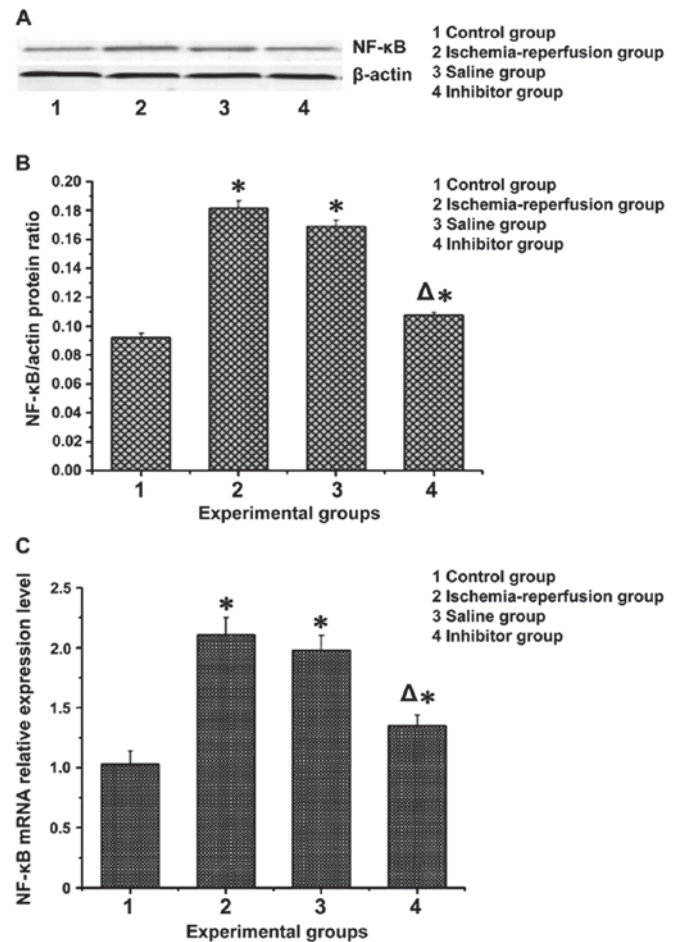 A
NF-κB
β-actin
1 2 3 4
1 Control group
2 Ischemia-reperfusion group
3 Saline group
4 Inhibitor group
B
NF-κB/actin protein ratio
0.20
0.18
0.16
0.14
0.12
0.10
0.08
0.06
0.04
0.02
0.00
*
*
Δ*
1 2 3 4
Experimental groups
1 Control group
2 Ischemia-reperfusion group
3 Saline group
4 Inhibitor group
C
NF-κB mRNA relative expression level
2.5
2.0
1.5
1.0
0.5
0
*
*
Δ*
1 2 3 4
Experimental groups
1 Control group
2 Ischemia-reperfusion group
3 Saline group
4 Inhibitor group